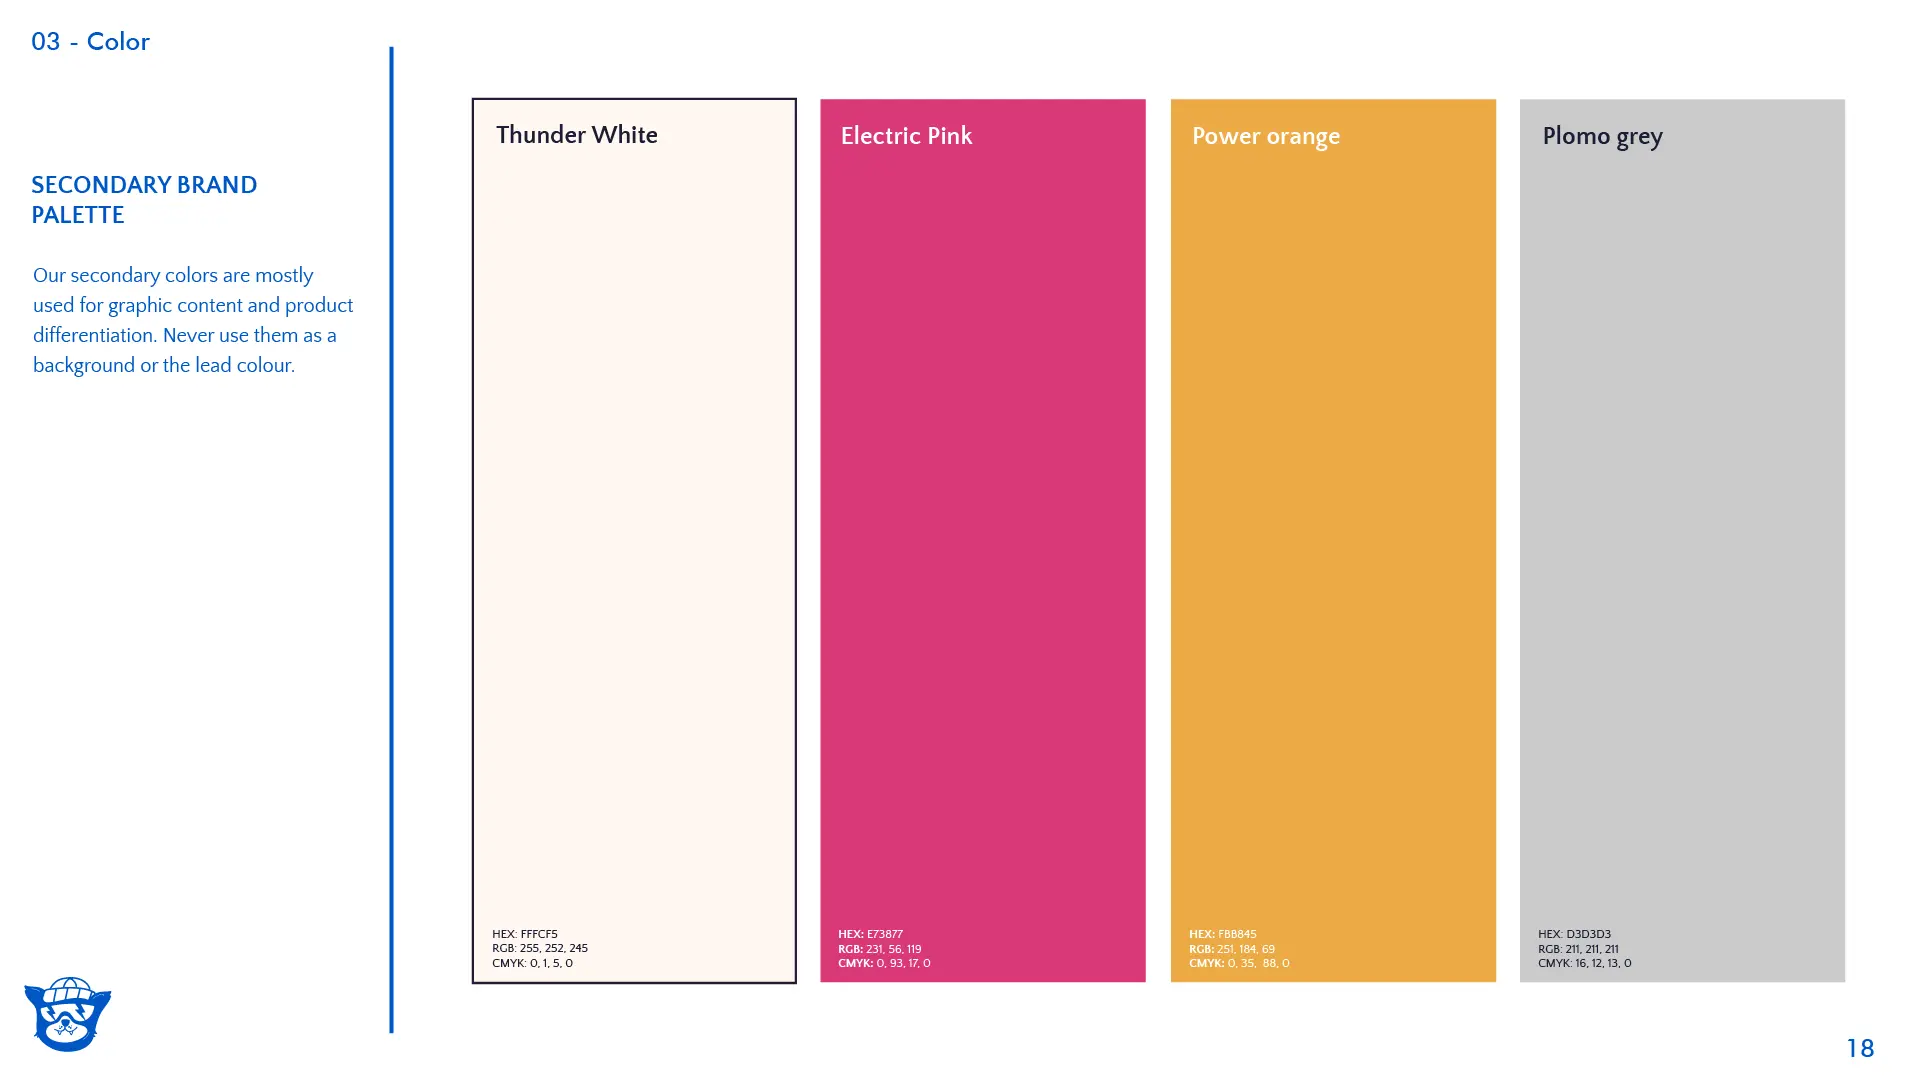 03 - Color
SECONDARY BRAND
PALETTE
Our secondary colors are mostly
used for graphic content and product
differentiation. Never use them as a
background or the lead colour.
Thunder White
HEX: FFFCF5
RGB: 255, 252, 245
CMYK: 0, 1, 5, 0
Electric Pink
HEX: E73877
RGB: 231, 56, 119
CMYK: 0, 93, 17, 0
Power orange
HEX: FBB845
RGB: 251, 184, 69
CMYK: 0, 35,  88, 0
Plomo grey
HEX: D3D3D3
RGB: 211, 211, 211
CMYK: 16, 12, 13, 0
18